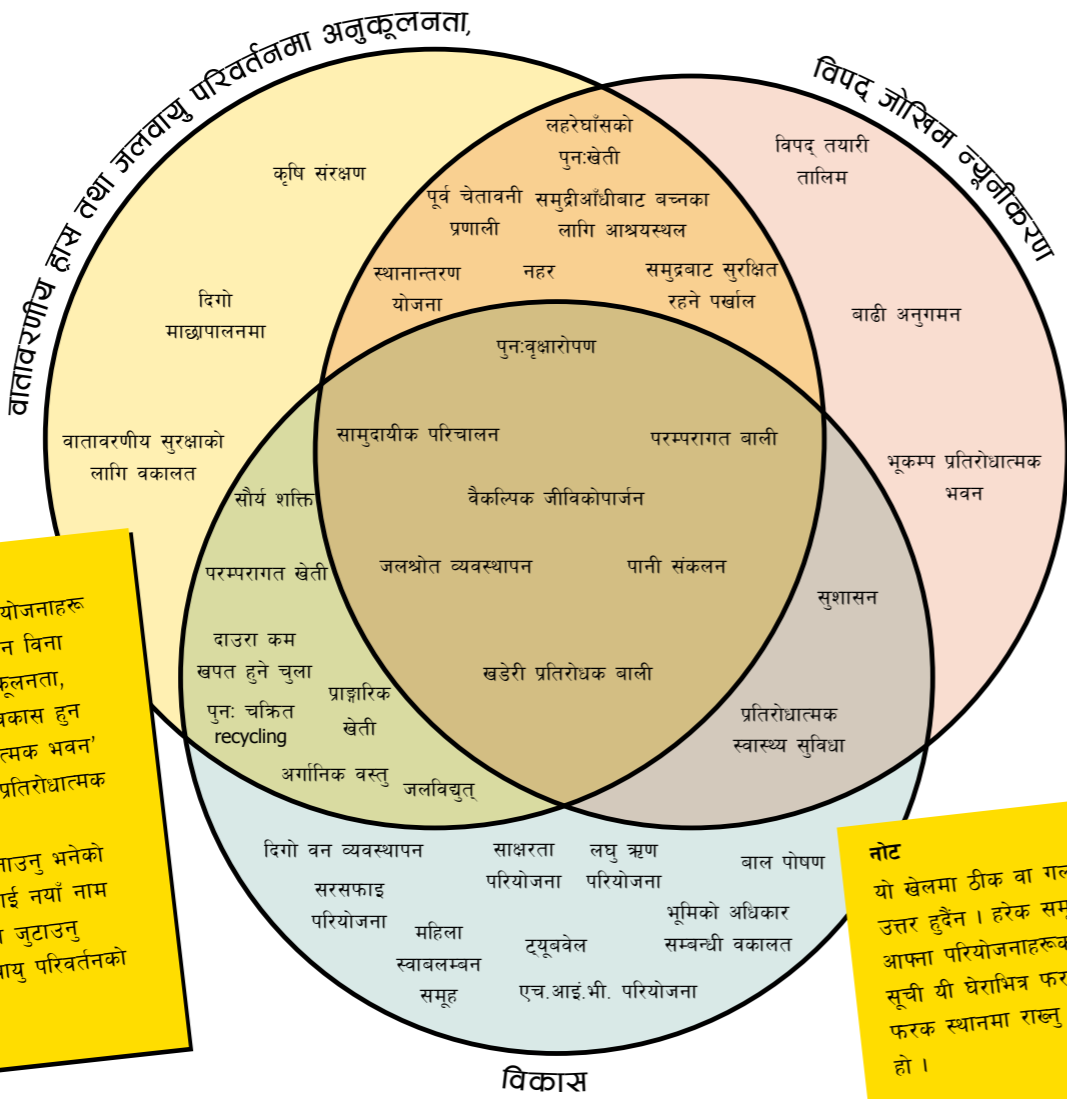 वातावरणीय ह्रास तथा जलवायु परिवर्तनमा अनुकूलनता,
विपद् जोखिम न्यूनीकरण
कृषि संरक्षण
दिगो
माछापालनमा
वातावरणीय सुरक्षाको
लागि वकालत
लहरेघाँसको
पुनःखेती
पूर्व चेतावनी
प्रणाली
समुद्रीआँधीबाट बच्नका
लागि आश्रयस्थल
स्थानान्तरण
योजना
नहर
समुद्रबाट सुरक्षित
रहने पर्खाल
विपद् तयारी
तालिम
बाढी अनुगमन
भूकम्प प्रतिरोधात्मक
भवन
पुनःवृक्षारोपण
सामुदायीक परिचालन
परम्परागत बाली
वैकल्पिक जीविकोपार्जन
जलश्रोत व्यवस्थापन
पानी संकलन
खडेरी प्रतिरोधक बाली
सौर्य शक्ति
परम्परागत खेती
दाउरा कम
खपत हुने चुला
पुनः चक्रित
recycling
प्राङ्गारिक
खेती
अर्गानिक वस्तु
जलविद्युत्
सुशासन
प्रतिरोधात्मक
स्वास्थ्य सुविधा
दिगो वन व्यवस्थापन
साक्षरता
परियोजना
लघु ऋण
परियोजना
बाल पोषण
सरसफाइ
परियोजना
महिला
स्वाबलम्बन
समूह
ट्यूबवेल
भूमिको अधिकार
सम्बन्धी वकालत
एच.आइं.भी. परियोजना
विकास
योजनाहरू
न विना
कूलनता,
वकास हुन
त्मक भवन'
प्रतिरोधात्मक
नाउनु भनेको
ाई नयाँ नाम
ा जुटाउनु
वायु परिवर्तनको
नोट
यो खेलमा ठीक वा गल
उत्तर हुदैंन । हरेक समू
आफ्ना परियोजनाहरूक
सूची यी घेराभित्र फर
फरक स्थानमा राख्नु
हो ।